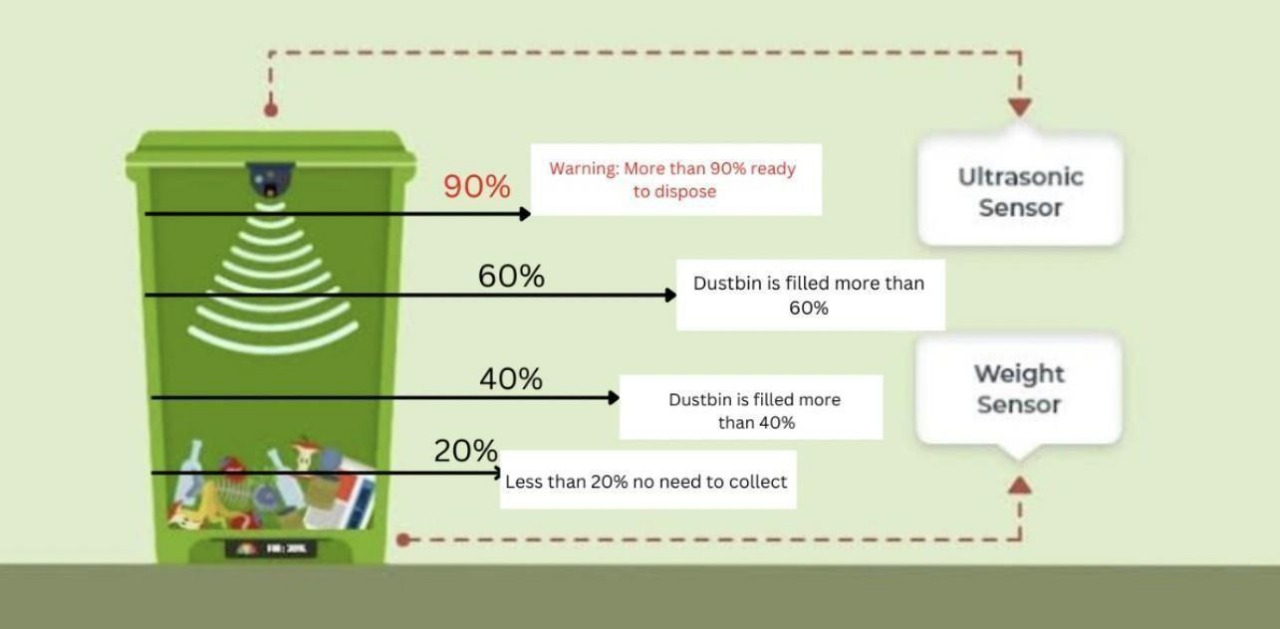 90%
Warning: More than 90% ready
to dispose
Ultrasonic
Sensor
60%
Dustbin is filled more than
60%
40%
Dustbin is filled more
than 40%
Weight
Sensor
20%
Less than 20% no need to collect